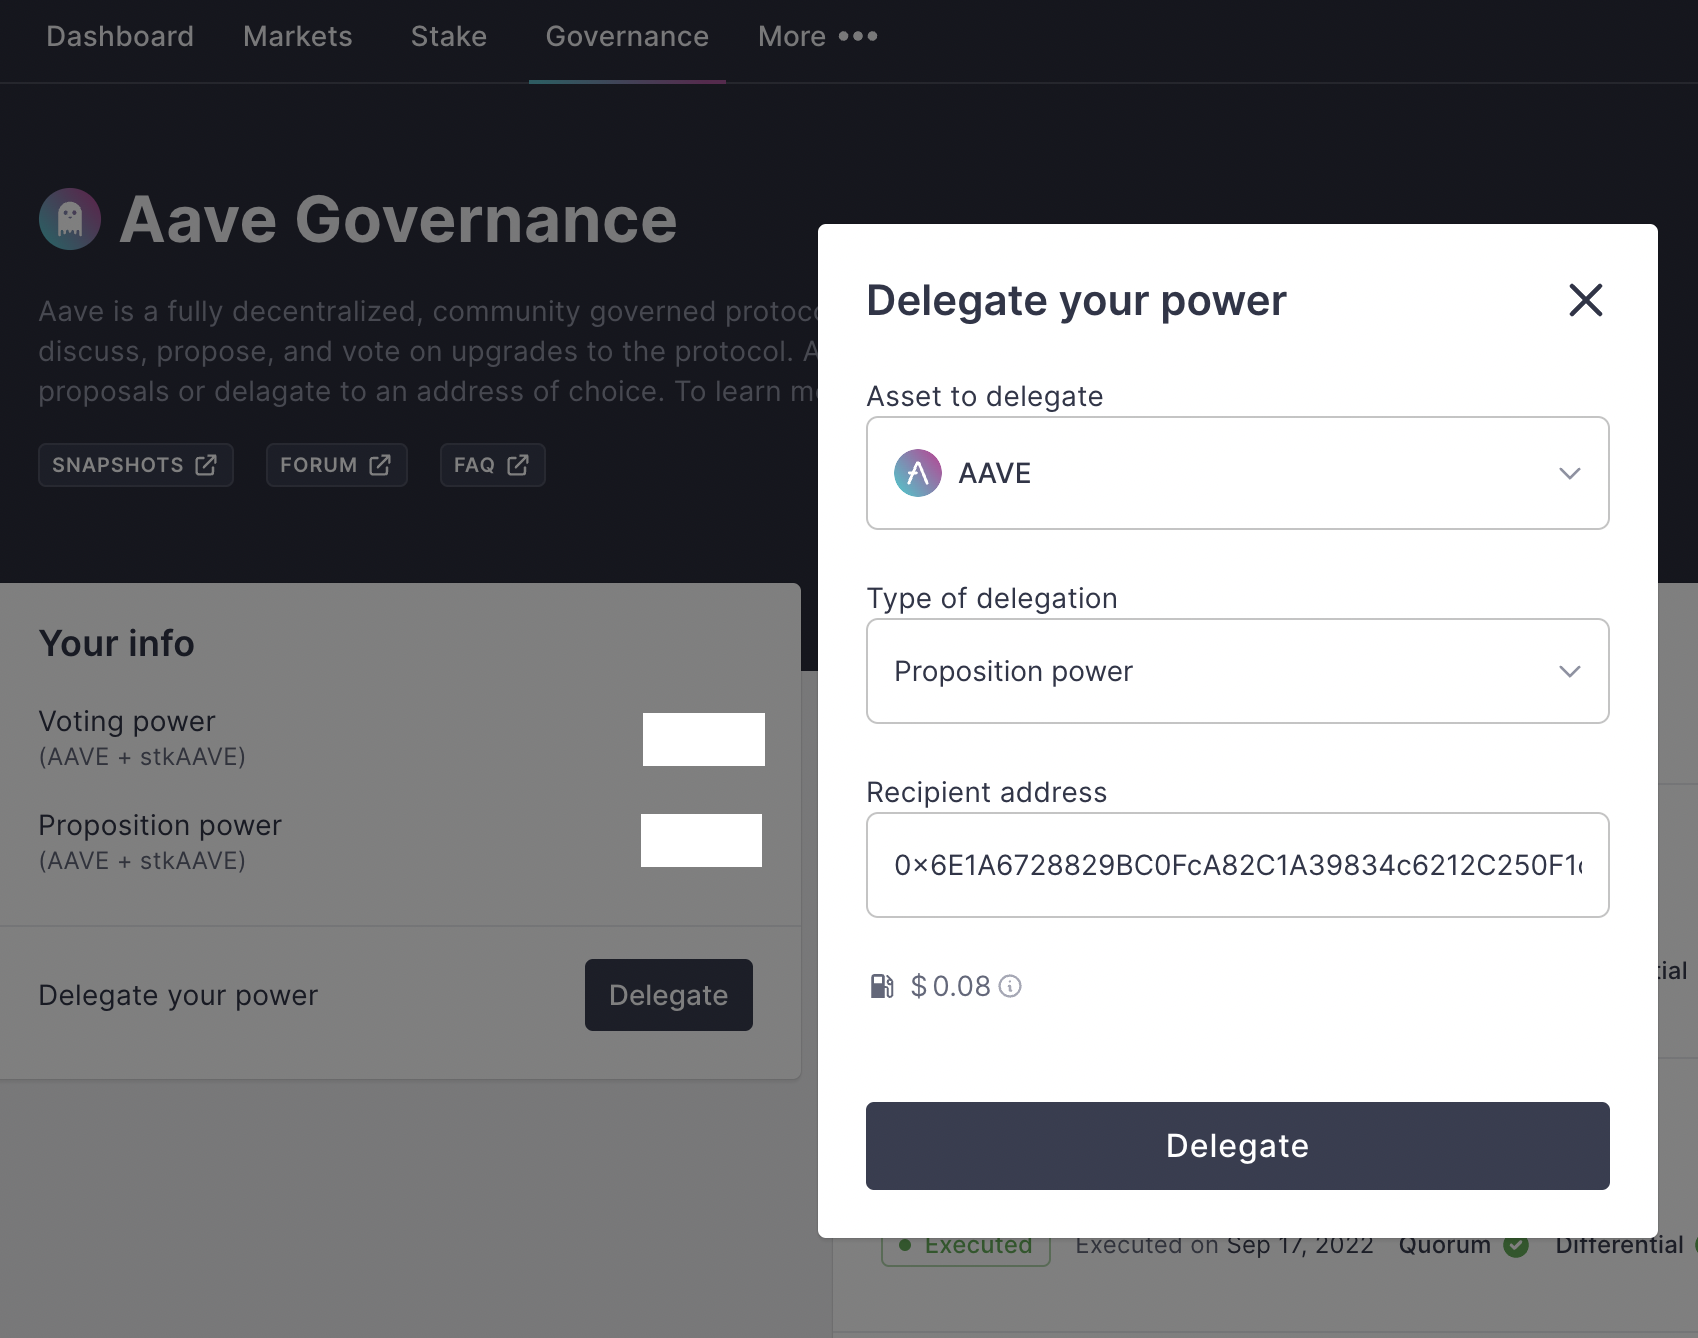 Dashboard Markets Stake Governance More •••
Aave Governance
Aave is a fully decentralized, community governed
discuss, propose, and vote on upgrades to the protocol.
proposals or delagate to an address of choice. To learn
SNAPSHOTS FORUM FAQ
Your info
Voting power
(AAVE + stkAAVE)
Proposition power
(AAVE + stkAAVE)
Delegate your power Delegate
Delegate your power
Asset to delegate
AAVE
Type of delegation
Proposition power
Recipient address
0x6E1A6728829BC0FcA82C1A39834c6212C250F1
$ 0.08
Delegate
Executed Executed on Sep 17, 2022 Quorum Differential